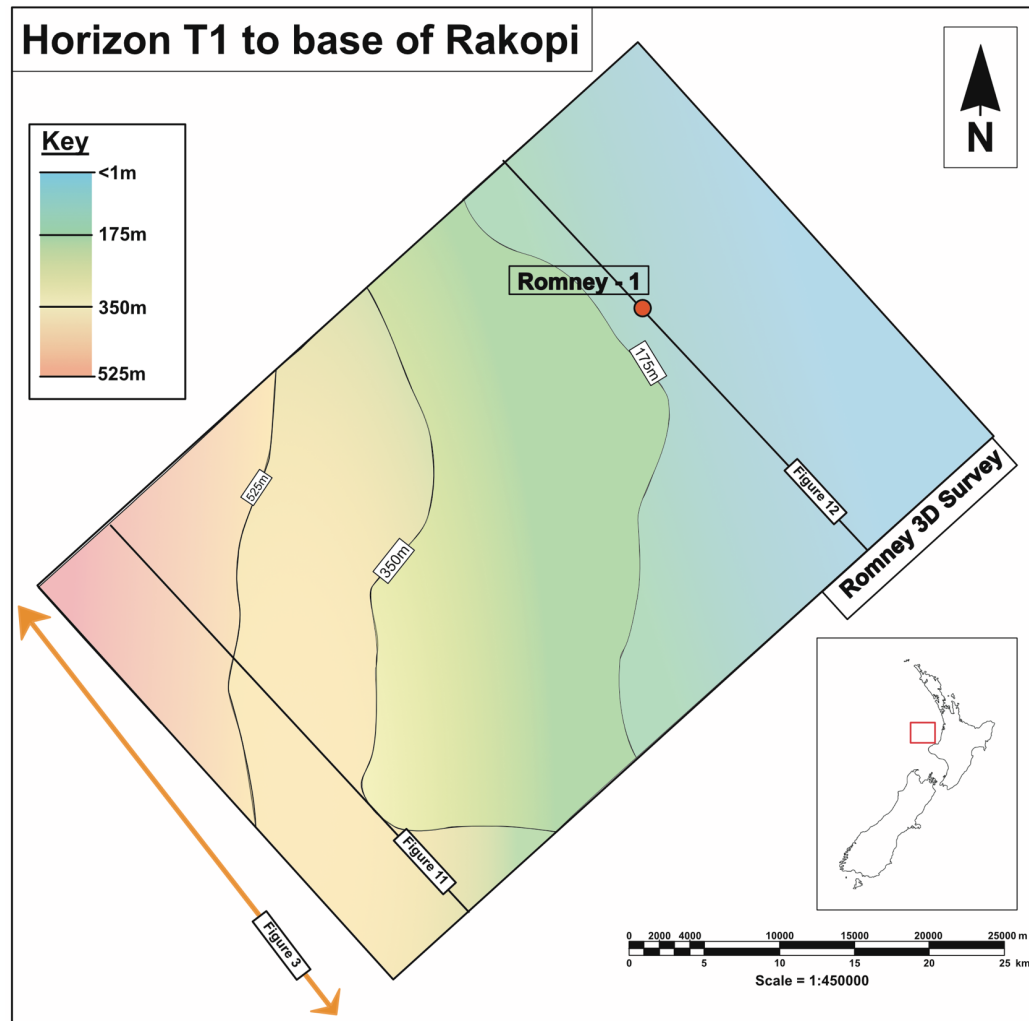 Horizon T1 to base of Rakopi
N
Key
<1m
175m
350m
525m
Romney - 1
175m
525m
350m
Figure 12
Romney 3D Survey
Figure 11
Figure 3
0 2000 4000 10000 15000 20000 25000 m
0 5 10 15 20 25 km
Scale = 1:450000